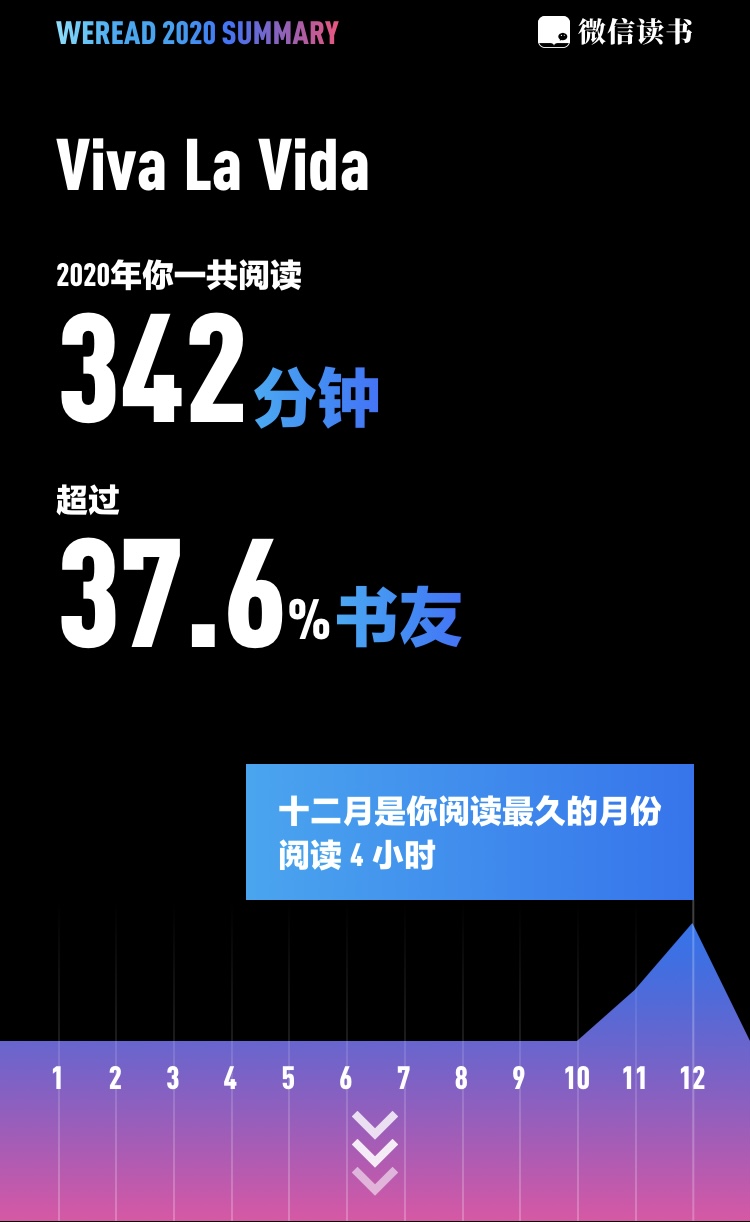 WEREAD 2020 SUMMARY
微信读书
Viva La Vida
2020年你一共阅读
342分钟
超过
37.6%书友
十二月是你阅读最久的月份
阅读 4 小时
1 2 3 4 5 6 7 8 9 10 11 12